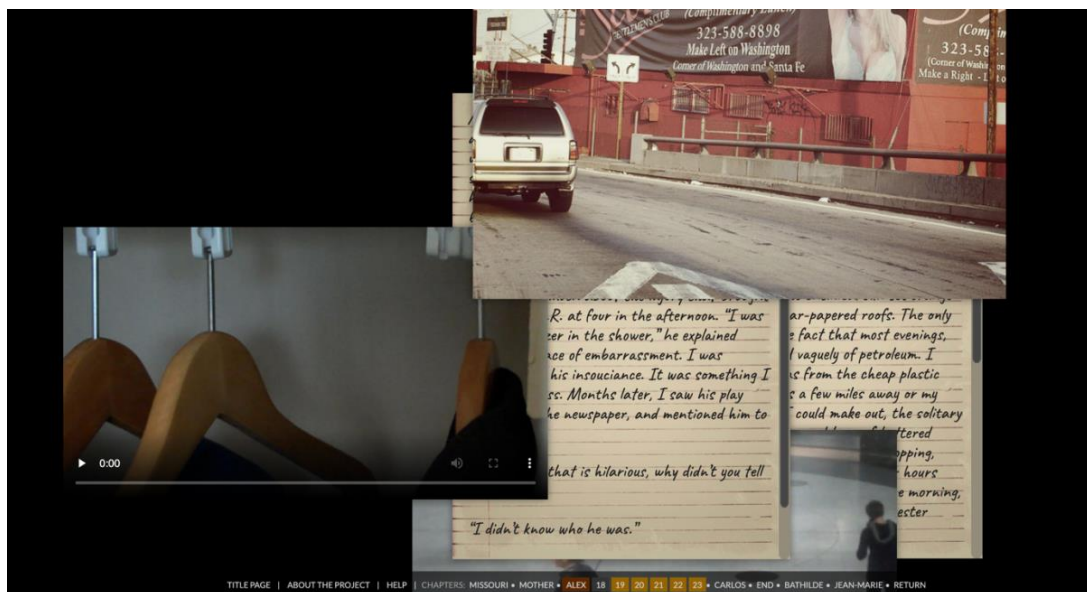 (Complimentary Lunch)
GENTLEMEN'S CLUB
323-588-8898
Make Left on Washington
Corner of Washington and Santa Fe
323-58
(Corner of Washin
Make a Right - L
R. at four in the afternoon. “I was
er in the shower,” he explained
ce of embarrassment. I was
his insouciance. It was something I
ss. Months later, I saw his play
he newspaper, and mentioned him to
that is hilarious, why didn’t you tell
“I didn’t know who he was.”
ar-papered roofs. The only
e fact that most evenings,
vaguely of petroleum. I
s from the cheap plastic
s a few miles away or my
could make out, the solitary
ttered
opping,
hours
e morning,
ester
0:00
TITLE PAGE | ABOUT THE PROJECT | HELP | CHAPTERS: MISSOURI • MOTHER • ALEX 18 19 20 21 22 23 • CARLOS • END • BATHILDE • JEAN-MARIE • RETURN